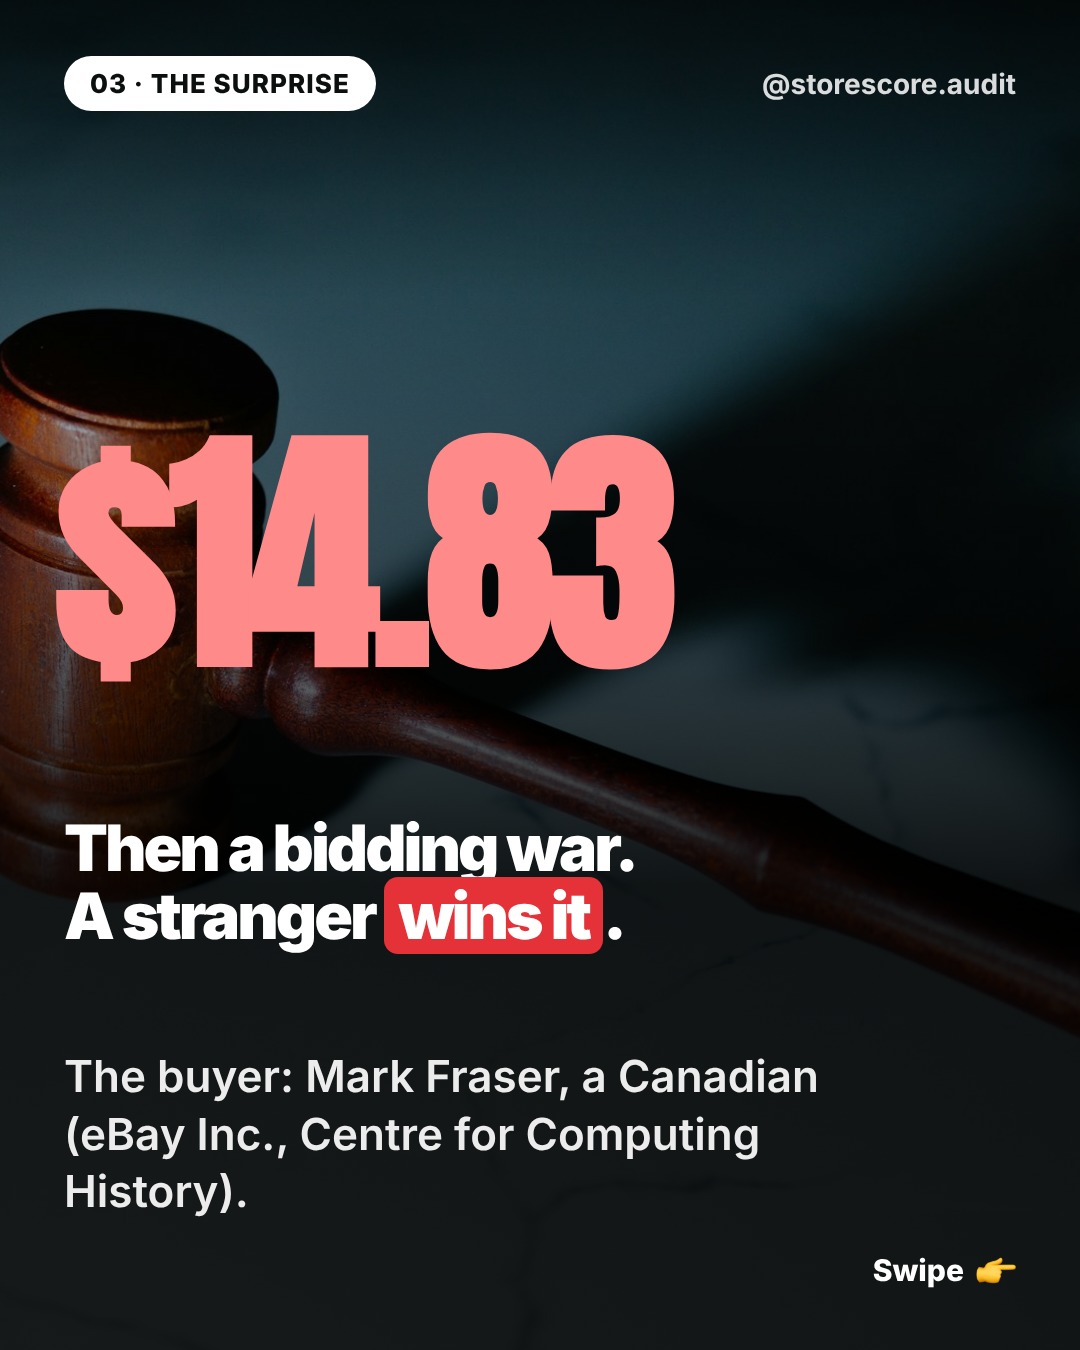 03 · THE SURPRISE
@storescore.audit
$14.83
Then a bidding war.
A stranger wins it.
The buyer: Mark Fraser, a Canadian
(eBay Inc., Centre for Computing
History).
Swipe 👉